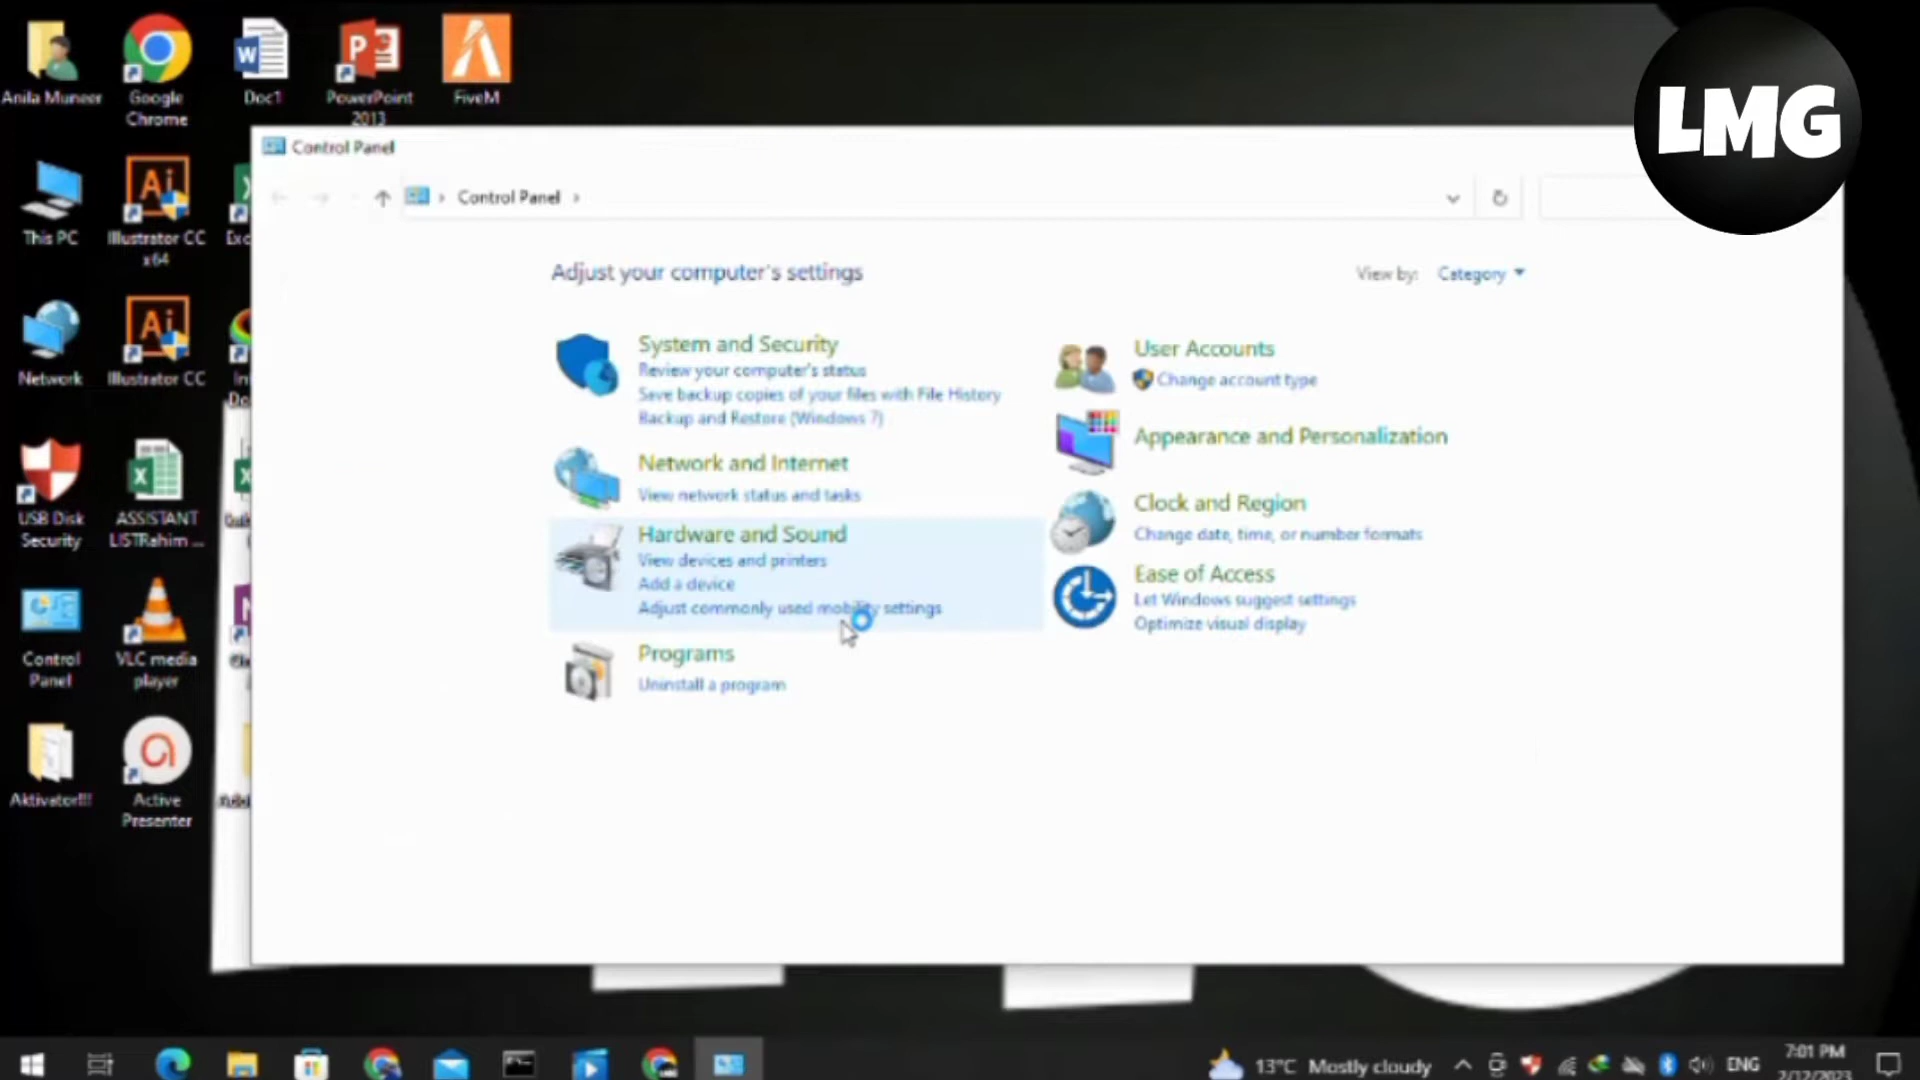 Anila Muneer
Google
Chrome
Doc1
PowerPoint
2013
FiveM
LMG
Control Panel
Control Panel
Adjust your computer's settings
View by: Category
This PC
Illustrator CC
x64
System and Security
Review your computer's status
Save backup copies of your files with File History
Backup and Restore (Windows 7)
User Accounts
Change account type
Network
Illustrator CC
Appearance and Personalization
Network and Internet
View network status and tasks
USB Disk
Security
ASSISTANT
LISTRahim ...
Clock and Region
Change date, time, or number formats
Hardware and Sound
View devices and printers
Add a device
Adjust commonly used mobility settings
Ease of Access
Let Windows suggest settings
Optimize visual display
Control
Panel
VLC media
player
Programs
Uninstall a program
Aktivator!!!
Active
Presenter
13°C Mostly cloudy
ENG
7:01 PM
2/12/2023